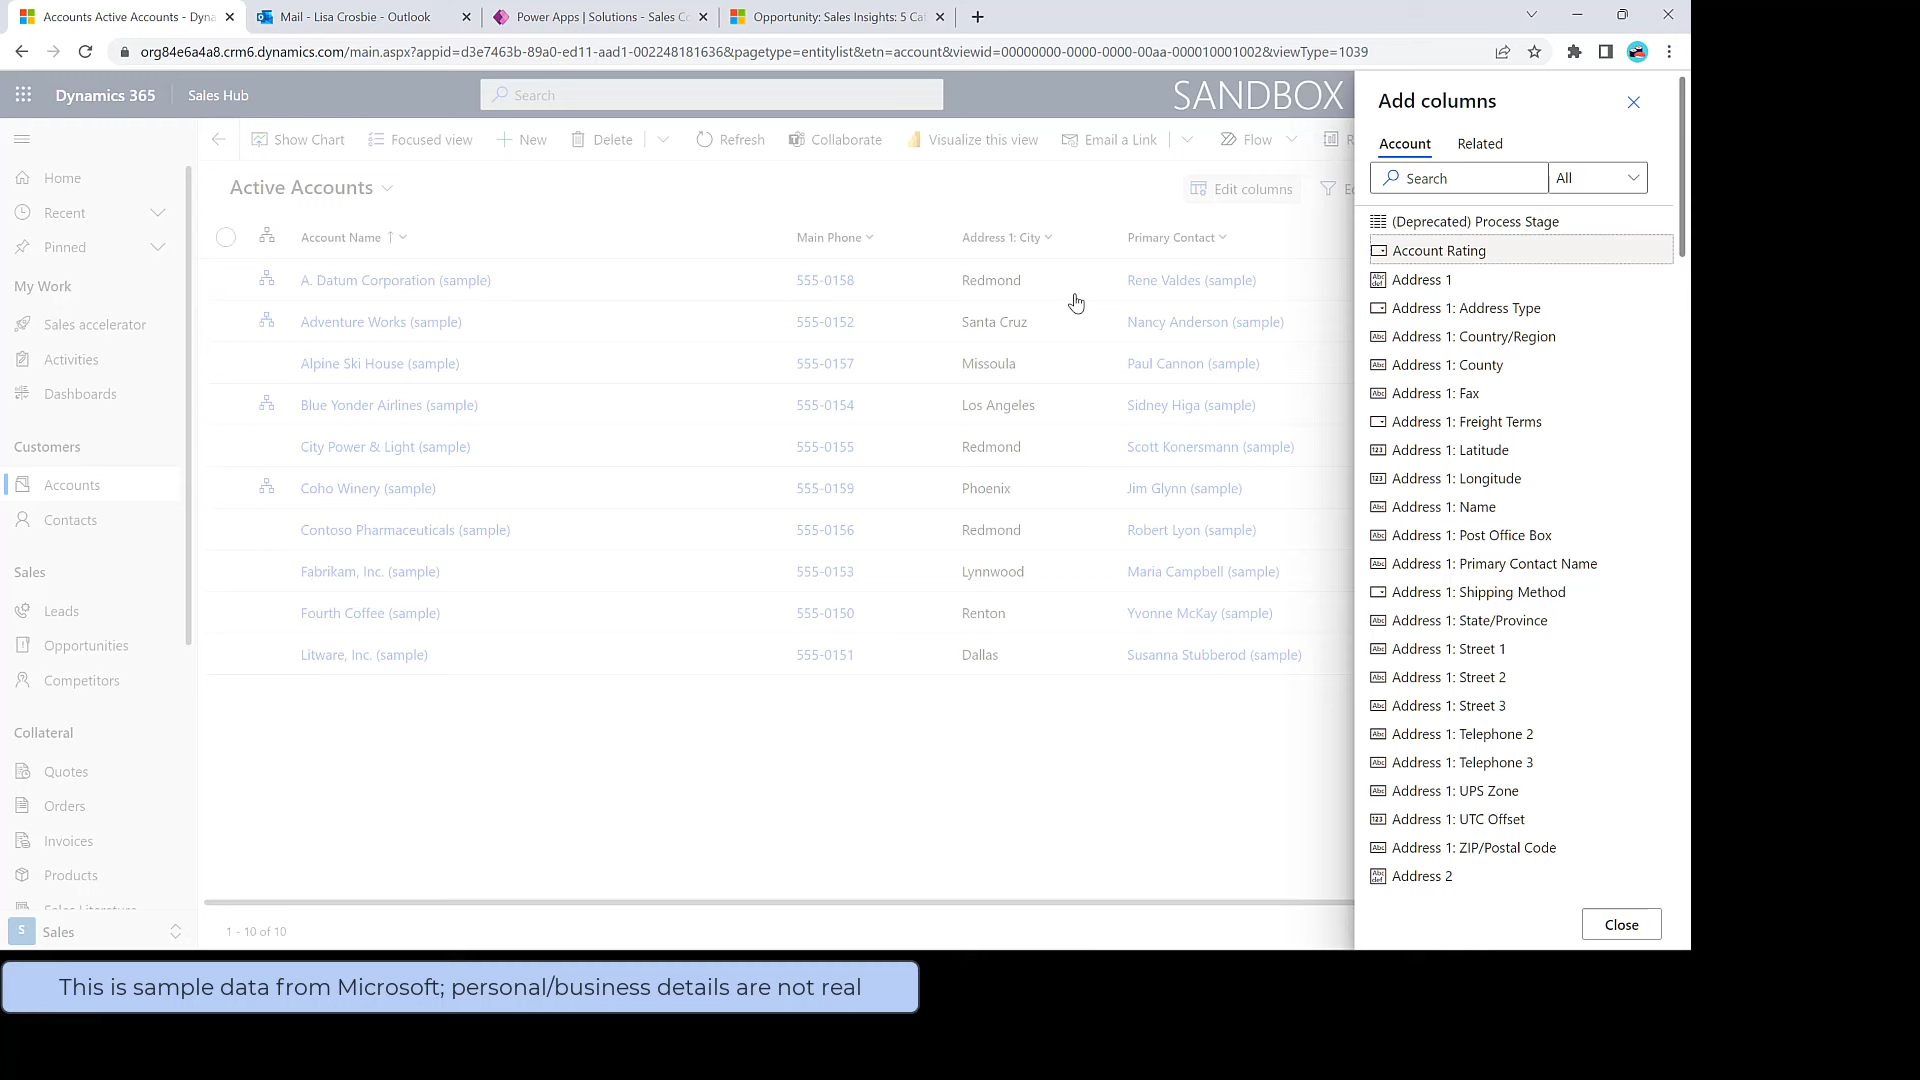 Accounts Active Accounts - Dyna
Mail - Lisa Crosbie - Outlook
Power Apps | Solutions - Sales Co
Opportunity: Sales Insights: 5 Caf
org84e6a4a8.crm6.dynamics.com/main.aspx?appid=d3e7463b-89a0-ed11-aad1-002248181636&pagetype=entitylist&etn=account&viewid=00000000-0000-0000-00aa-000010001002&viewType=1039
Dynamics 365
Sales Hub
Search
SANDBOX
Show Chart
Focused view
New
Delete
Refresh
Collaborate
Visualize this view
Email a Link
Flow
R
Home
Recent
Pinned
My Work
Sales accelerator
Activities
Dashboards
Customers
Accounts
Contacts
Sales
Leads
Opportunities
Competitors
Collateral
Quotes
Orders
Invoices
Products
Sales Literature
S Sales
Active Accounts
Edit columns
E
Account Name ↑ Main Phone Address 1: City Primary Contact
A. Datum Corporation (sample) 555-0158 Redmond Rene Valdes (sample)
Adventure Works (sample) 555-0152 Santa Cruz Nancy Anderson (sample)
Alpine Ski House (sample) 555-0157 Missoula Paul Cannon (sample)
Blue Yonder Airlines (sample) 555-0154 Los Angeles Sidney Higa (sample)
City Power & Light (sample) 555-0155 Redmond Scott Konersmann (sample)
Coho Winery (sample) 555-0159 Phoenix Jim Glynn (sample)
Contoso Pharmaceuticals (sample) 555-0156 Redmond Robert Lyon (sample)
Fabrikam, Inc. (sample) 555-0153 Lynnwood Maria Campbell (sample)
Fourth Coffee (sample) 555-0150 Renton Yvonne McKay (sample)
Litware, Inc. (sample) 555-0151 Dallas Susanna Stubberod (sample)
1 - 10 of 10
Add columns
Account
Related
Search
All
(Deprecated) Process Stage
Account Rating
Address 1
Address 1: Address Type
Address 1: Country/Region
Address 1: County
Address 1: Fax
Address 1: Freight Terms
Address 1: Latitude
Address 1: Longitude
Address 1: Name
Address 1: Post Office Box
Address 1: Primary Contact Name
Address 1: Shipping Method
Address 1: State/Province
Address 1: Street 1
Address 1: Street 2
Address 1: Street 3
Address 1: Telephone 2
Address 1: Telephone 3
Address 1: UPS Zone
Address 1: UTC Offset
Address 1: ZIP/Postal Code
Address 2
Close
This is sample data from Microsoft; personal/business details are not real